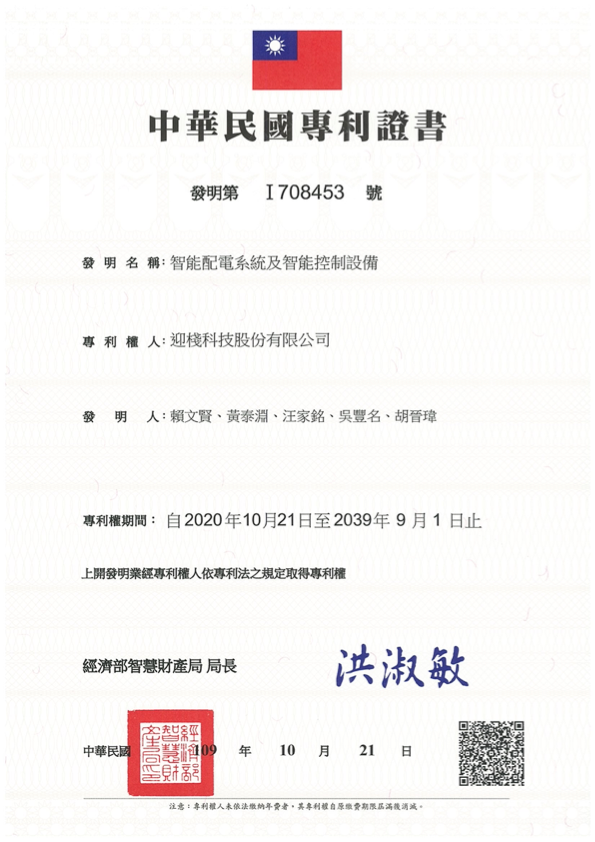 中華民國專利證書
發明第 I708453 號
發明名稱：智能配電系統及智能控制設備
專利權人：迎棧科技股份有限公司
發明人：賴文賢、黃泰淵、汪家銘、吳豐名、胡晉瑋
專利權期間：自2020年10月21日至2039年9月1日止
上開發明業經專利權人依專利法之規定取得專利權
經濟部智慧財產局 局長 洪淑敏
經濟部智慧財產局印
中華民國 109 年 10 月 21 日
注意：專利權人未依法繳納年費者，其專利權自原繳費期限屆滿後消滅。